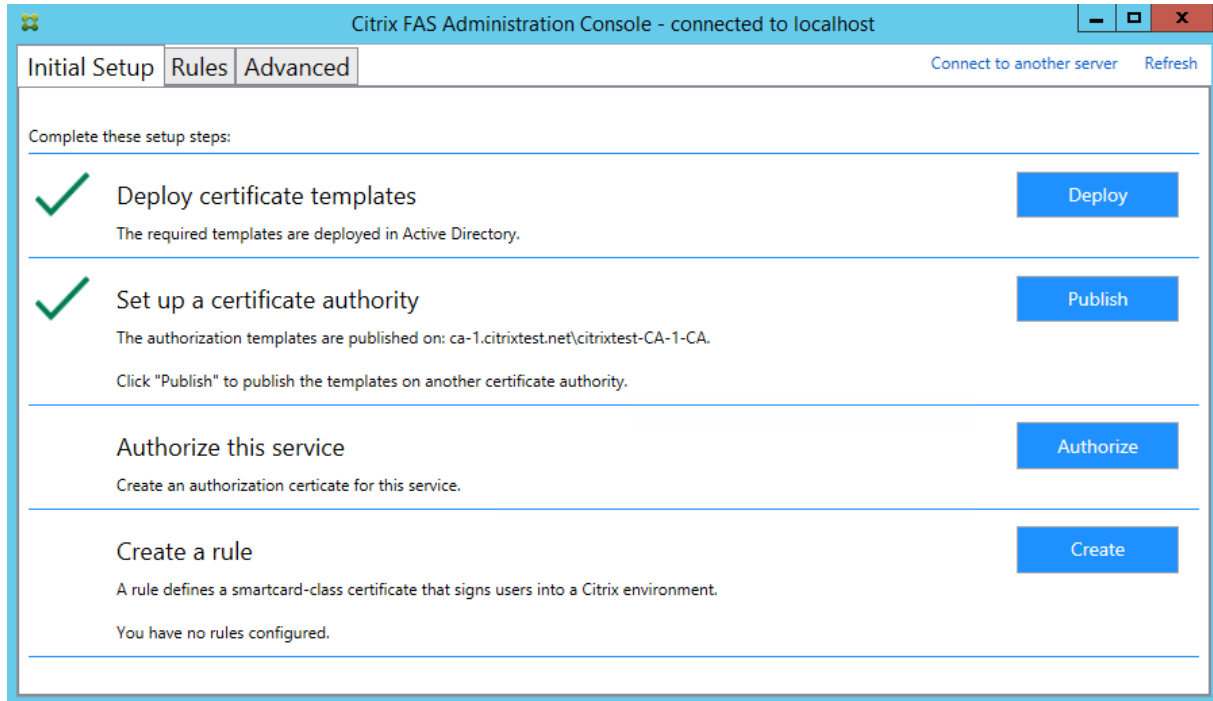 Citrix FAS Administration Console - connected to localhost
Initial Setup Rules Advanced Connect to another server Refresh
Complete these setup steps:
Deploy certificate templates Deploy
The required templates are deployed in Active Directory.
Set up a certificate authority Publish
The authorization templates are published on: ca-1.citrixtest.net\citrixtest-CA-1-CA.
Click "Publish" to publish the templates on another certificate authority.
Authorize this service Authorize
Create an authorization certicate for this service.
Create a rule Create
A rule defines a smartcard-class certificate that signs users into a Citrix environment.
You have no rules configured.